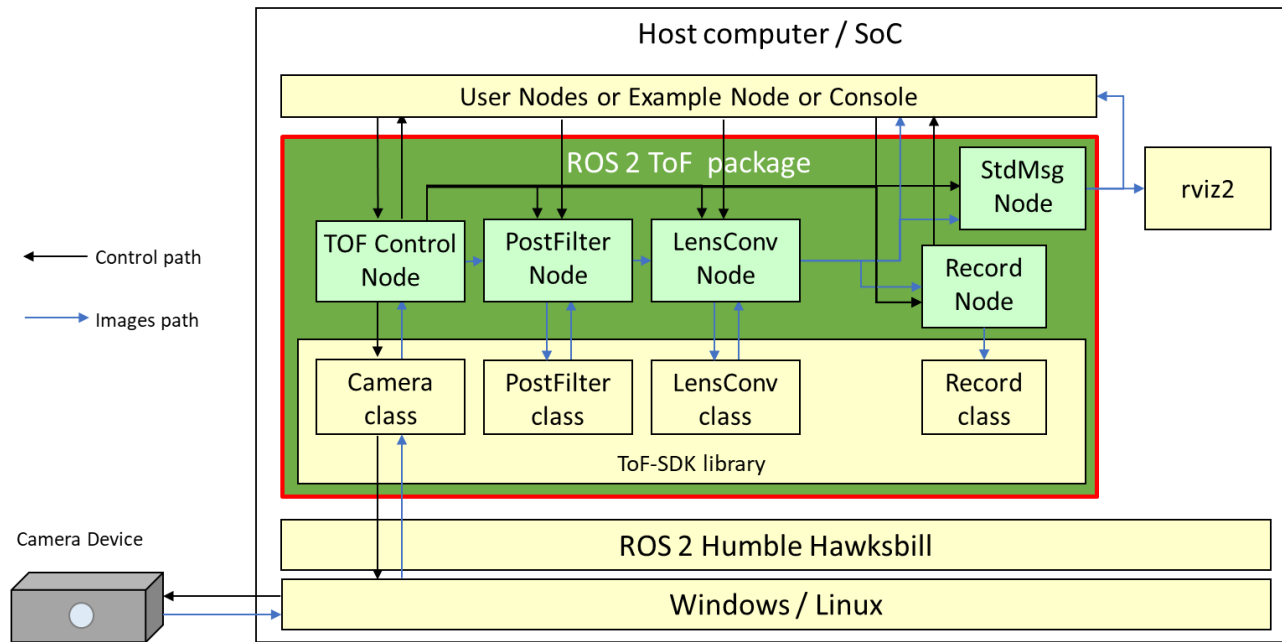 Host computer / SoC
User Nodes or Example Node or Console
ROS 2 ToF package
StdMsg
Node
rviz2
TOF Control
Node
PostFilter
Node
LensConv
Node
Record
Node
Control path
Images path
Camera
class
PostFilter
class
LensConv
class
Record
class
ToF-SDK library
ROS 2 Humble Hawksbill
Camera Device
Windows / Linux